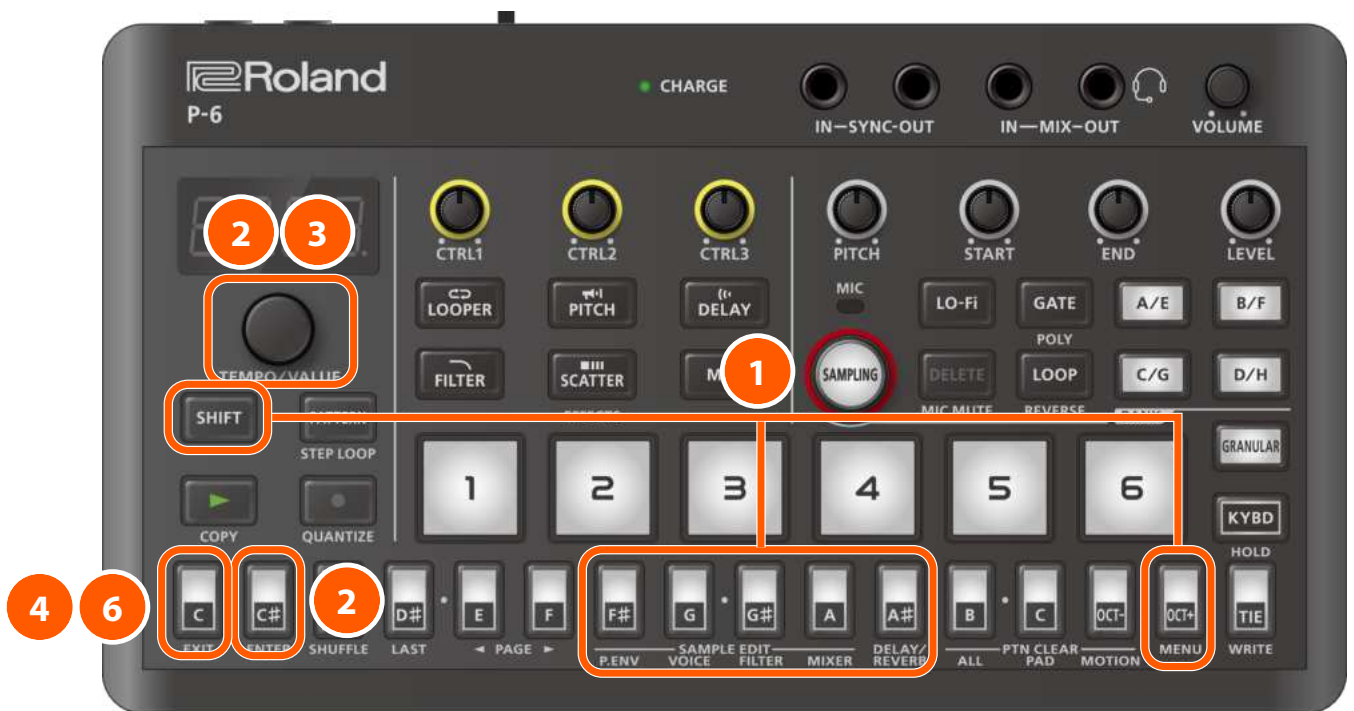 Roland
P-6
CHARGE
IN–SYNC-OUT
IN—MIX–OUT
VOLUME
2
3
CTRL1
CTRL2
CTRL3
PITCH
START
END
LEVEL
MIC
LOOPER
PITCH
DELAY
LO-Fi
GATE
A/E
B/F
POLY
TEMPO/VALUE
FILTER
SCATTER
M
1
SAMPLING
DELETE
LOOP
C/G
D/H
SHIFT
PATTERN
MIC MUTE
REVERSE
STEP LOOP
1
2
3
4
5
6
GRANULAR
COPY
QUANTIZE
KYBD
HOLD
4
6
C
C#
2
D#
E
F
F#
G
G#
A
A#
B
C
OCT-
OCT+
TIE
EXIT
ENTER
SHUFFLE
LAST
◄ PAGE ►
SAMPLE EDIT
P.ENV
VOICE
FILTER
MIXER
DELAY/
REVERB
PTN CLEAR
ALL
PAD
MOTION
MENU
WRITE